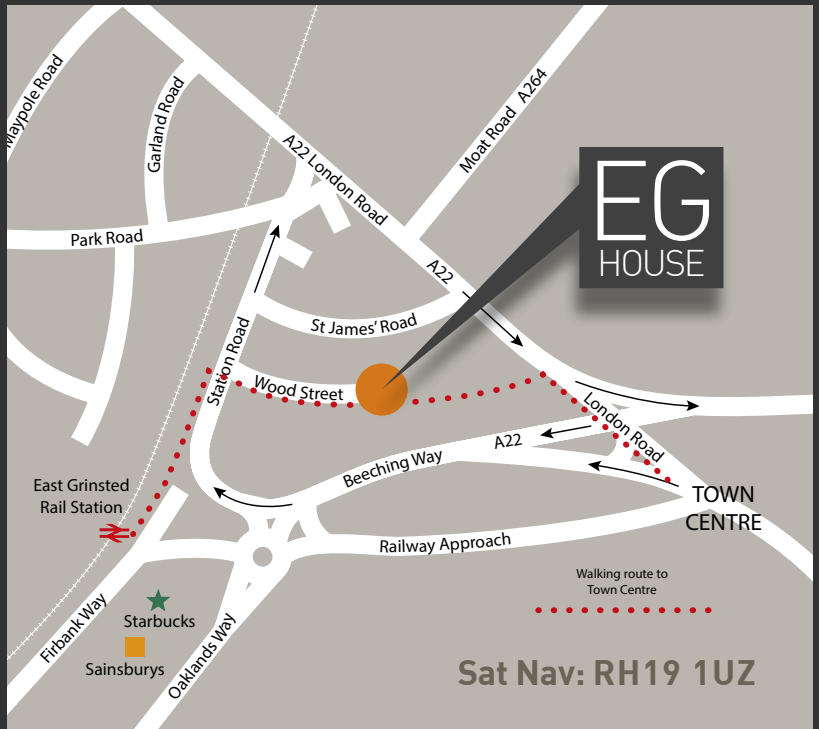 Maypole Road
Garland Road
A22 London Road
Moat Road A264
EG
HOUSE
Park Road
A22
St James' Road
Station Road
Wood Street
London Road
A22
Beeching Way
East Grinsted
Rail Station
TOWN
CENTRE
Railway Approach
Walking route to
Town Centre
Firbank Way
Starbucks
Sainsburys
Oaklands Way
Sat Nav: RH19 1UZ